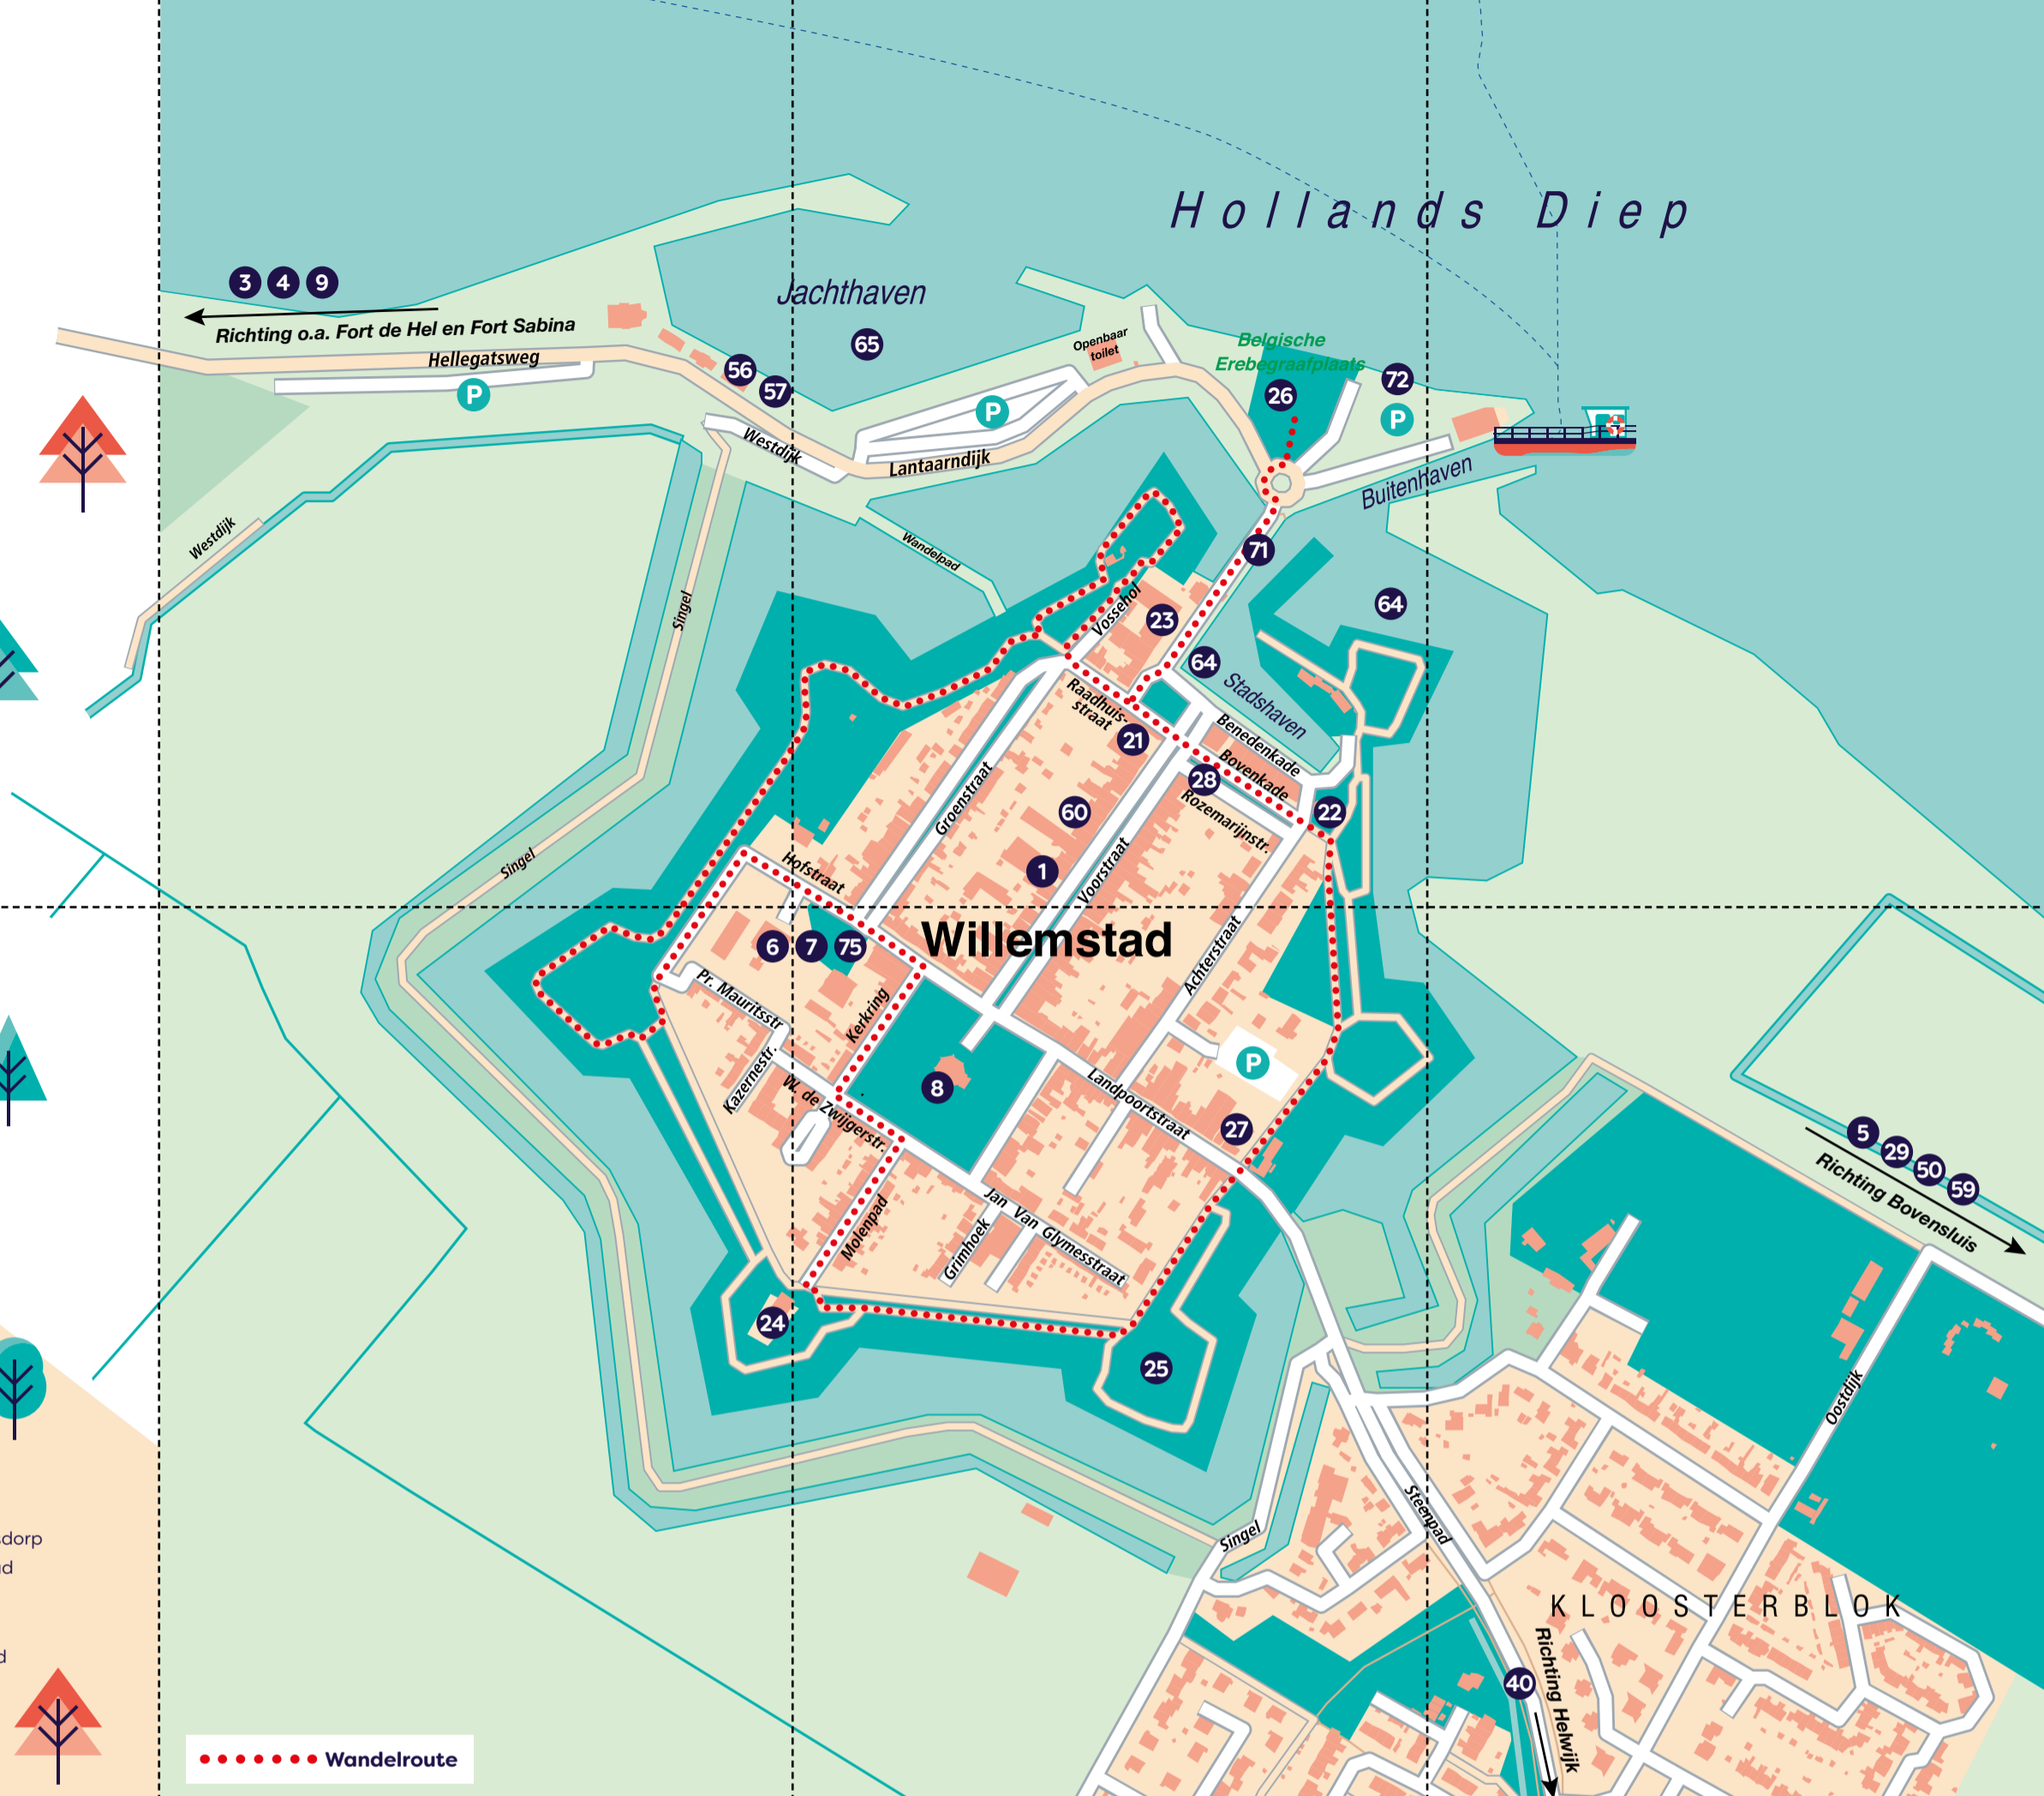 Hollands Diep
Jachthaven
65
3 4 9
Richting o.a. Fort de Hel en Fort Sabina
Hellegatsweg
P
56
57
Openbaar
toilet
Belgische
Erebegraafplaats
26
72
P
P
Westdijk
Lantaarndijk
Buitenhaven
Westdijk
Wandelpad
71
Singel
Vossehol
23
64
64
Stadshaven
Raadhuis-
straat
21
Benedenkade
Bovenkade
28
Rozemarijnstr.
22
Groenstraat
60
1
Voorstraat
Singel
Hofstraat
Willemstad
6 7 75
Achterstraat
Pr. Mauritsstr
Kerkring
Kazernestr.
W. de Zwijgerstr.
8
P
Landpoortstraat
27
5
29
50
59
Richting Bovensluis
Molenpad
Grimhoek
Jan Van Glymesstraat
24
25
Oostdijk
Singel
Steenpad
KLOOSTERBLOK
40
Richting Helwijk
sdorp
d
Wandelroute